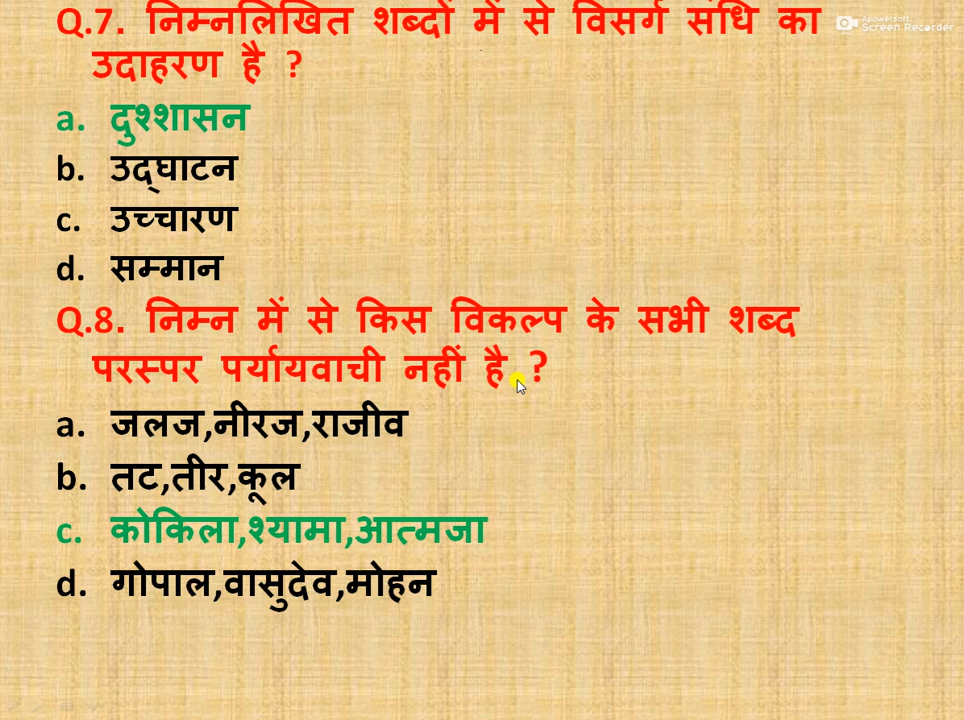 Q.7. निम्नलिखित शब्दों में से विसर्ग संधि का
Apowersoft
Screen Recorder
उदाहरण है ?
a. दुश्शासन
b. उद्घाटन
c. उच्चारण
d. सम्मान
Q.8. निम्न में से किस विकल्प के सभी शब्द
परस्पर पर्यायवाची नहीं है ?
a. जलज,नीरज,राजीव
b. तट,तीर,कूल
c. कोकिला,श्यामा,आत्मजा
d. गोपाल,वासुदेव,मोहन